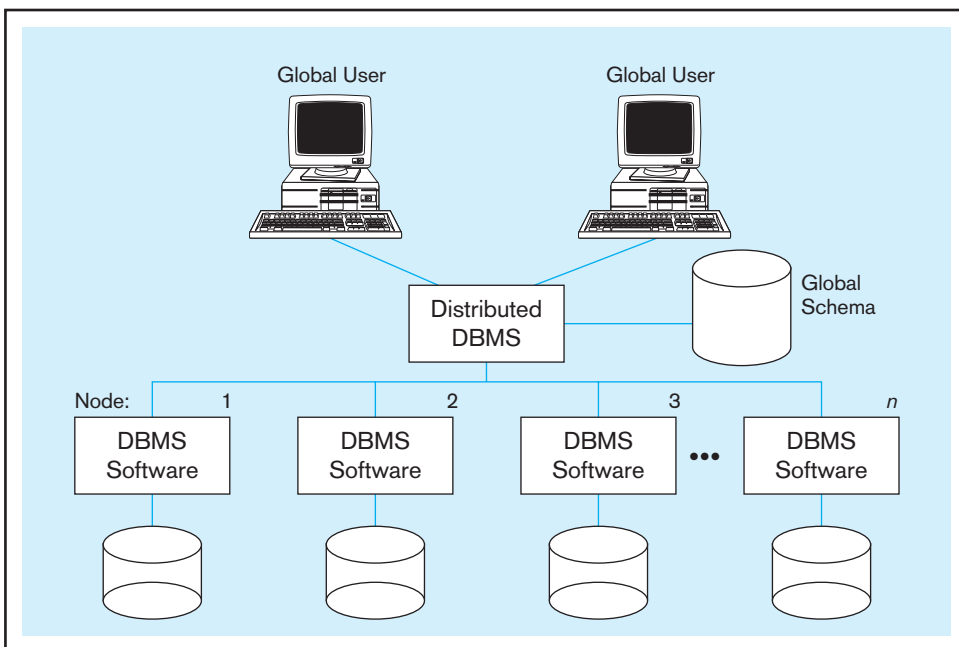 Global User
Global User
Distributed
DBMS
Global
Schema
Node:
1
2
3
n
DBMS
Software
DBMS
Software
DBMS
Software
•••
DBMS
Software